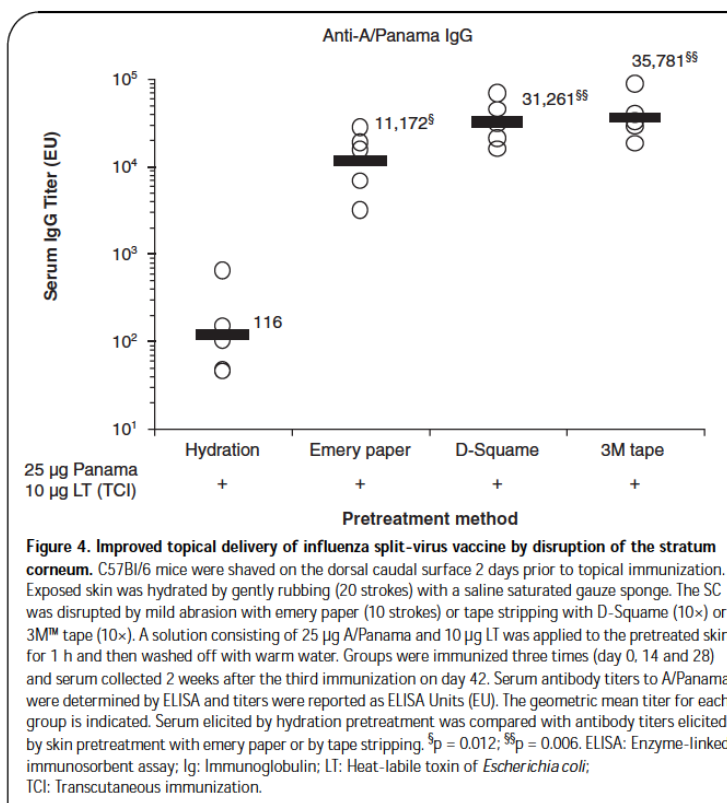 Anti-A/Panama IgG
Serum IgG Titer (EU)
10⁵
10⁴
10³
10²
10¹
116
11,172§
31,261§§
35,781§§
Hydration Emery paper D-Squame 3M tape
25 µg Panama
10 µg LT (TCI) + + + +
Pretreatment method
Figure 4. Improved topical delivery of influenza split-virus vaccine by disruption of the stratum
corneum. C57Bl/6 mice were shaved on the dorsal caudal surface 2 days prior to topical immunization.
Exposed skin was hydrated by gently rubbing (20 strokes) with a saline saturated gauze sponge. The SC
was disrupted by mild abrasion with emery paper (10 strokes) or tape stripping with D-Squame (10×) or
3M™ tape (10×). A solution consisting of 25 µg A/Panama and 10 µg LT was applied to the pretreated skin
for 1 h and then washed off with warm water. Groups were immunized three times (day 0, 14 and 28)
and serum collected 2 weeks after the third immunization on day 42. Serum antibody titers to A/Panama
were determined by ELISA and titers were reported as ELISA Units (EU). The geometric mean titer for each
group is indicated. Serum elicited by hydration pretreatment was compared with antibody titers elicited
by skin pretreatment with emery paper or by tape stripping. §p = 0.012; §§p = 0.006. ELISA: Enzyme-linked
immunosorbent assay; Ig: Immunoglobulin; LT: Heat-labile toxin of Escherichia coli;
TCI: Transcutaneous immunization.